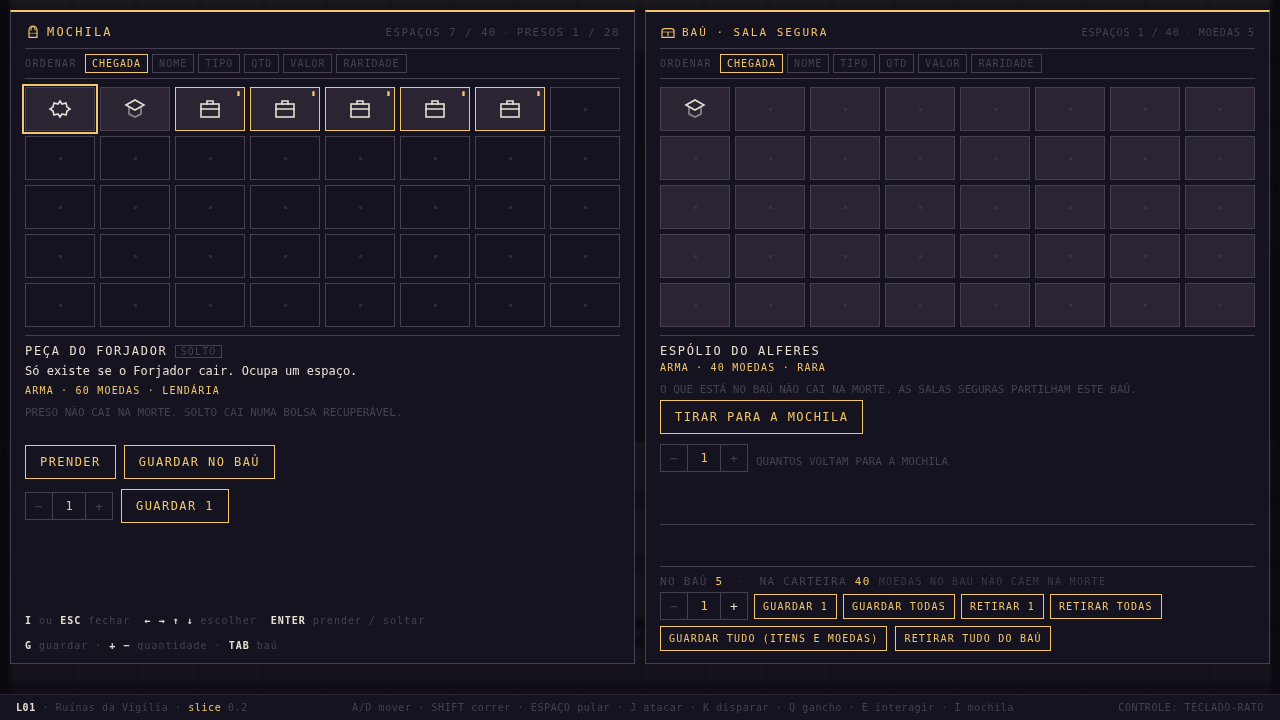 MOCHILA
ESPAÇOS 7 / 40 · PRESOS 1 / 20
ORDENAR CHEGADA NOME TIPO QTD VALOR RARIDADE
PEÇA DO FORJADOR SOLTO
Só existe se o Forjador cair. Ocupa um espaço.
ARMA · 60 MOEDAS · LENDÁRIA
PRESO NÃO CAI NA MORTE. SOLTO CAI NUMA BOLSA RECUPERÁVEL.
PRENDER GUARDAR NO BAÚ
− 1 + GUARDAR 1
I ou ESC fechar ← → ↑ ↓ escolher ENTER prender / soltar
G guardar · + − quantidade · TAB baú
BAÚ · SALA SEGURA
ESPAÇOS 1 / 40 · MOEDAS 5
ORDENAR CHEGADA NOME TIPO QTD VALOR RARIDADE
ESPÓLIO DO ALFERES
ARMA · 40 MOEDAS · RARA
O QUE ESTÁ NO BAÚ NÃO CAI NA MORTE. AS SALAS SEGURAS PARTILHAM ESTE BAÚ.
TIRAR PARA A MOCHILA
− 1 + QUANTOS VOLTAM PARA A MOCHILA
NO BAÚ 5 · NA CARTEIRA 40 MOEDAS NO BAÚ NÃO CAEM NA MORTE
− 1 + GUARDAR 1 GUARDAR TODAS RETIRAR 1 RETIRAR TODAS
GUARDAR TUDO (ITENS E MOEDAS) RETIRAR TUDO DO BAÚ
L01 · Ruínas da Vigília · slice 0.2
A/D mover · SHIFT correr · ESPAÇO pular · J atacar · K disparar · Q gancho · E interagir · I mochila
CONTROLE: TECLADO-RATO